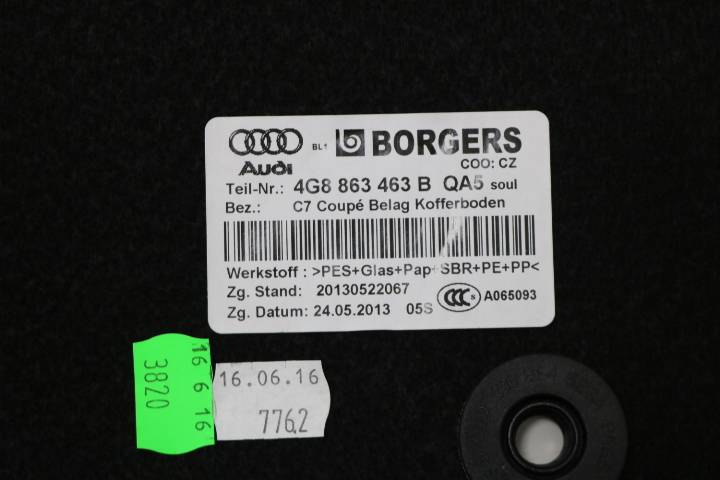 BL1 BORGERS
Audi
COO: CZ
Teil-Nr.: 4G8 863 463 B QA5 soul
Bez.: C7 Coupé Belag Kofferboden
Werkstoff : >PES+Glas+Pap+SBR+PE+PP<
Zg. Stand: 20130522067
CCC S A065093
Zg. Datum: 24.05.2013 05S
16 6 16
3820
16.06.16
7762